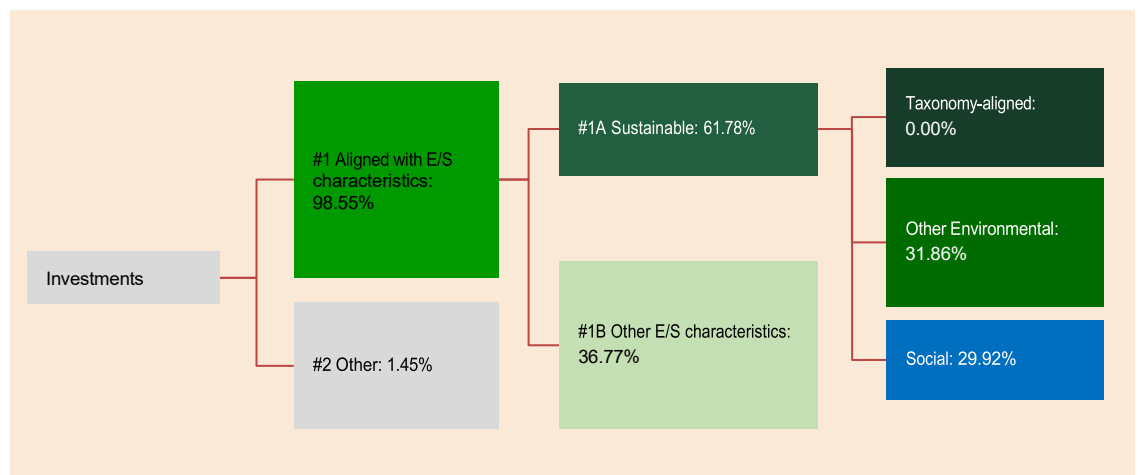 Investments
#1 Aligned with E/S
characteristics:
98.55%
#2 Other: 1.45%
#1A Sustainable: 61.78%
#1B Other E/S characteristics:
36.77%
Taxonomy-aligned:
0.00%
Other Environmental:
31.86%
Social: 29.92%